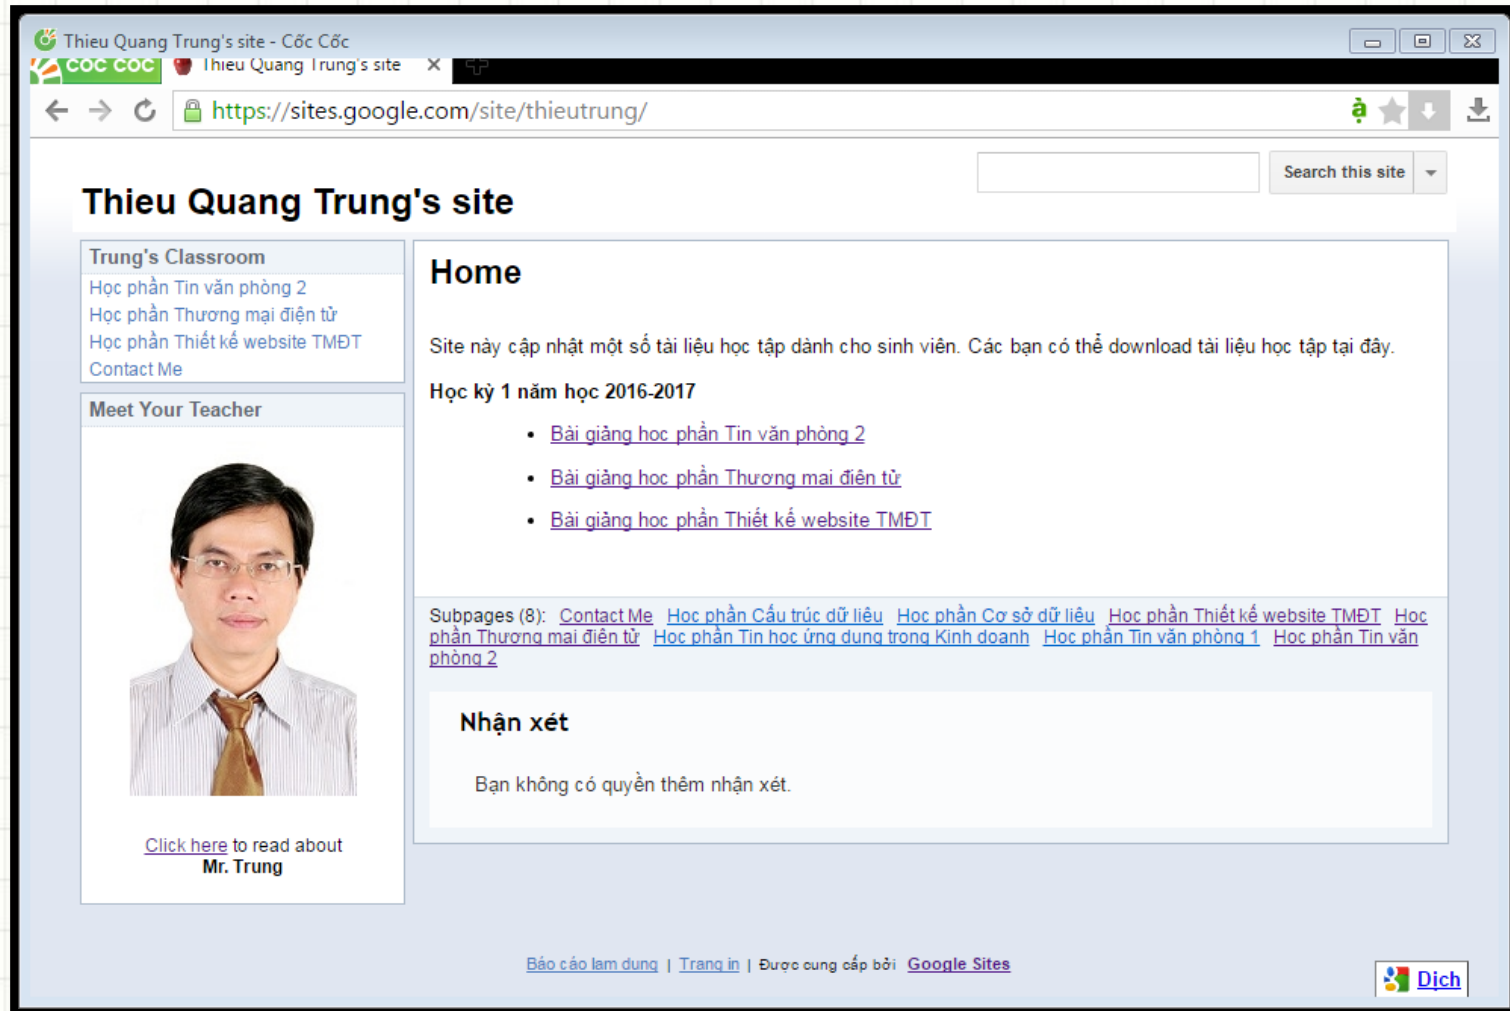 Thieu Quang Trung's site - Cốc Cốc
CỐC CỐC Thieu Quang Trung's site
https://sites.google.com/site/thieutrung/
Search this site
Thieu Quang Trung's site
Trung's Classroom
Học phần Tin văn phòng 2
Học phần Thương mại điện tử
Học phần Thiết kế website TMĐT
Contact Me
Meet Your Teacher
Click here to read about
Mr. Trung
Home
Site này cập nhật một số tài liệu học tập dành cho sinh viên. Các bạn có thể download tài liệu học tập tại đây.
Học kỳ 1 năm học 2016-2017
• Bài giảng học phần Tin văn phòng 2
• Bài giảng học phần Thương mại điện tử
• Bài giảng học phần Thiết kế website TMĐT
Subpages (8): Contact Me Học phần Cấu trúc dữ liệu Học phần Cơ sở dữ liệu Học phần Thiết kế website TMĐT Học
phần Thương mại điện tử Học phần Tin học ứng dụng trong Kinh doanh Học phần Tin văn phòng 1 Học phần Tin văn
phòng 2
Nhận xét
Bạn không có quyền thêm nhận xét.
Báo cáo lạm dụng | Trang in | Được cung cấp bởi Google Sites
Dịch